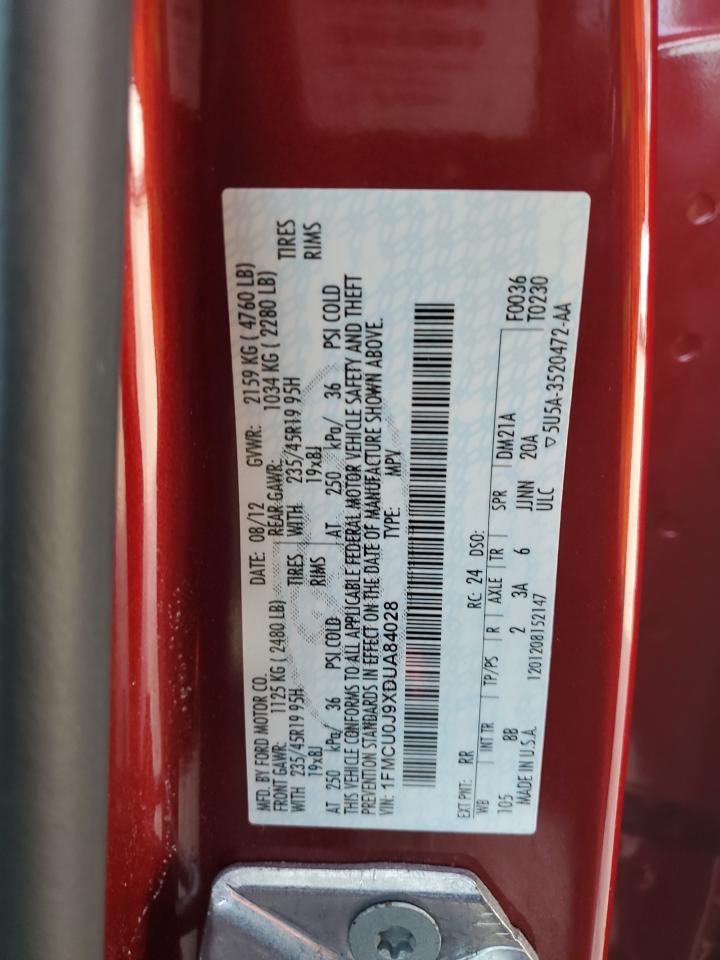 MFD. BY FORD MOTOR CO. DATE: 08/12 GVWR: 2159 KG ( 4760 LB)
FRONT GAWR: 1125 KG ( 2480 LB) REAR GAWR: 1034 KG ( 2280 LB)
WITH 235/45R19 95H TIRES WITH 235/45R19 95H TIRES
19x8J RIMS 19x8J RIMS
AT 250 kPa/ 36 PSI COLD AT 250 kPa/ 36 PSI COLD
THIS VEHICLE CONFORMS TO ALL APPLICABLE FEDERAL MOTOR VEHICLE SAFETY AND THEFT
PREVENTION STANDARDS IN EFFECT ON THE DATE OF MANUFACTURE SHOWN ABOVE.
VIN: 1FMCU0J9XDUA84028 TYPE: MPV
EXT PNT: RR RC: 24 DSO:
WB INT TR TP/PS R AXLE TR SPR DM21A F0036
105 8B 2 3A 6 JJNN 20A T0230
MADE IN U.S.A. 1201208152147 ULC ▽5U5A-3520472-AA